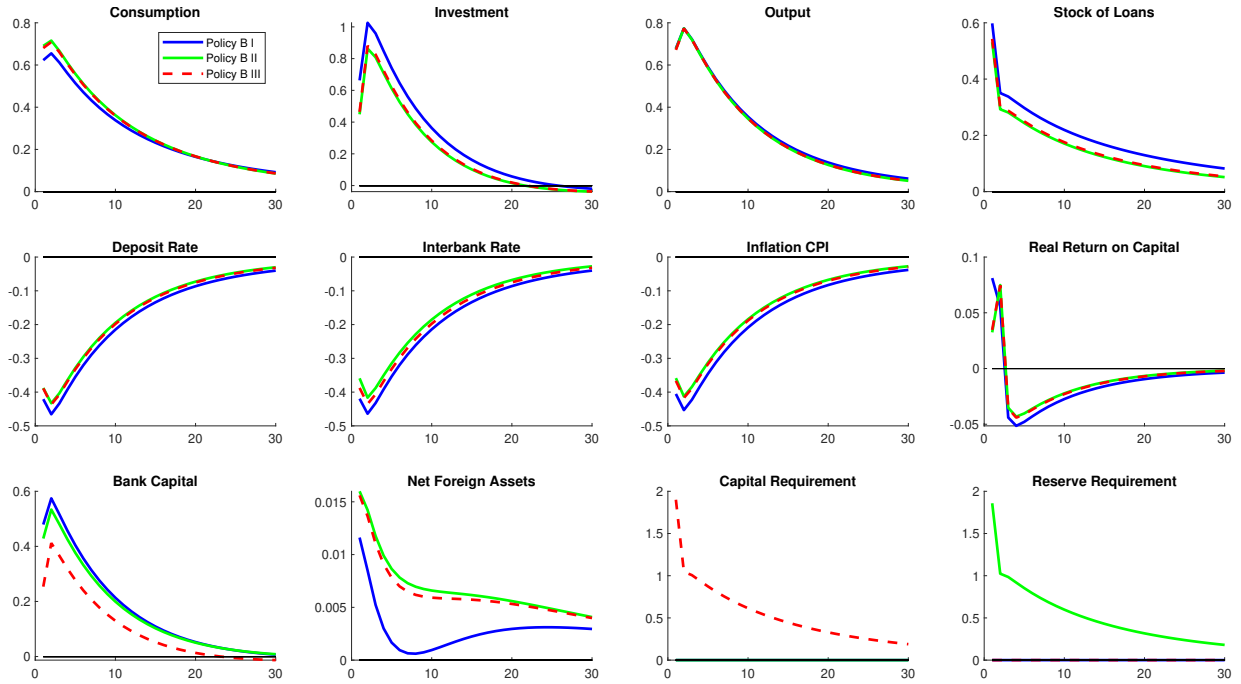 Consumption
Investment
Output
Stock of Loans
0.8
0.6
0.4
0.2
0
0 10 20 30
Policy B I
Policy B II
Policy B III
1
0.8
0.6
0.4
0.2
0
0 10 20 30
0.8
0.6
0.4
0.2
0
0 10 20 30
0.6
0.4
0.2
0
0 10 20 30
Deposit Rate
Interbank Rate
Inflation CPI
Real Return on Capital
0
-0.1
-0.2
-0.3
-0.4
-0.5
0 10 20 30
0
-0.1
-0.2
-0.3
-0.4
-0.5
0 10 20 30
0
-0.1
-0.2
-0.3
-0.4
-0.5
0 10 20 30
0.1
0.05
0
-0.05
0 10 20 30
Bank Capital
Net Foreign Assets
Capital Requirement
Reserve Requirement
0.6
0.4
0.2
0
0 10 20 30
0.015
0.01
0.005
0
0 10 20 30
2
1.5
1
0.5
0
0 10 20 30
2
1.5
1
0.5
0
0 10 20 30